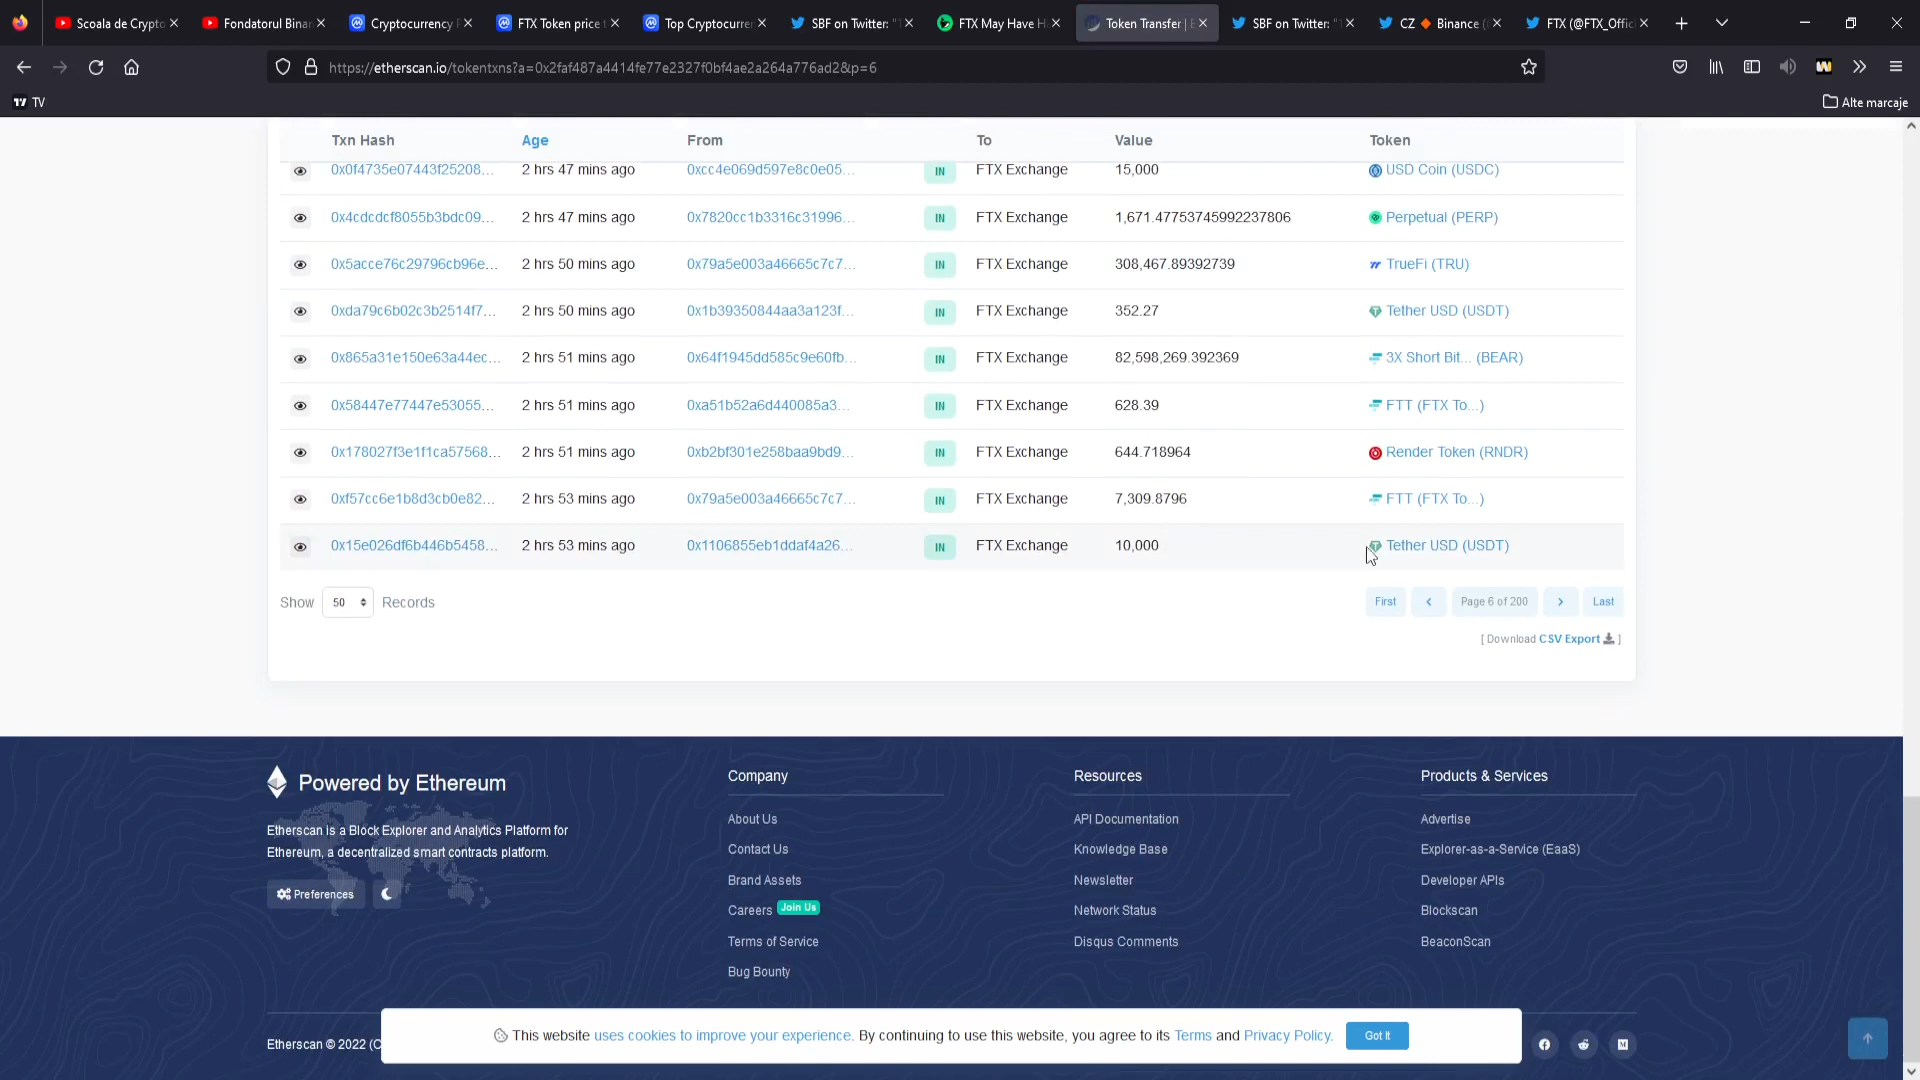 Scoala de Crypto
Fondatorul Binan
Cryptocurrency P
FTX Token price t
Top Cryptocurrer
SBF on Twitter: "1
FTX May Have H
Token Transfer | E
SBF on Twitter: "1
CZ 🔶 Binance (
FTX (@FTX_Offic
https://etherscan.io/tokentxns?a=0x2faf487a4414fe77e2327f0bf4ae2a264a776ad2&p=6
TV
Alte marcaje
Txn Hash Age From To Value Token
0x0f4735e07443f25208... 2 hrs 47 mins ago 0xcc4e069d597e8c0e05... IN FTX Exchange 15,000 USD Coin (USDC)
0x4cdcdcf8055b3bdc09... 2 hrs 47 mins ago 0x7820cc1b3316c31996... IN FTX Exchange 1,671.47753745992237806 Perpetual (PERP)
0x5acce76c29796cb96e... 2 hrs 50 mins ago 0x79a5e003a46665c7c7... IN FTX Exchange 308,467.89392739 TrueFi (TRU)
0xda79c6b02c3b2514f7... 2 hrs 50 mins ago 0x1b39350844aa3a123f... IN FTX Exchange 352.27 Tether USD (USDT)
0x865a31e150e63a44ec... 2 hrs 51 mins ago 0x64f1945dd585c9e60fb... IN FTX Exchange 82,598,269.392369 3X Short Bit... (BEAR)
0x58447e77447e53055... 2 hrs 51 mins ago 0xa51b52a6d440085a3... IN FTX Exchange 628.39 FTT (FTX To...)
0x178027f3e1f1ca57568... 2 hrs 51 mins ago 0xb2bf301e258baa9bd9... IN FTX Exchange 644.718964 Render Token (RNDR)
0xf57cc6e1b8d3cb0e82... 2 hrs 53 mins ago 0x79a5e003a46665c7c7... IN FTX Exchange 7,309.8796 FTT (FTX To...)
0x15e026df6b446b5458... 2 hrs 53 mins ago 0x1106855eb1ddaf4a26... IN FTX Exchange 10,000 Tether USD (USDT)
Show 50 Records
First Page 6 of 200 Last
[ Download CSV Export ]
Powered by Ethereum
Etherscan is a Block Explorer and Analytics Platform for
Ethereum, a decentralized smart contracts platform.
Preferences
Company
About Us
Contact Us
Brand Assets
Careers Join Us
Terms of Service
Bug Bounty
Resources
API Documentation
Knowledge Base
Newsletter
Network Status
Disqus Comments
Products & Services
Advertise
Explorer-as-a-Service (EaaS)
Developer APIs
Blockscan
BeaconScan
Etherscan © 2022 (C
This website uses cookies to improve your experience. By continuing to use this website, you agree to its Terms and Privacy Policy. Got It